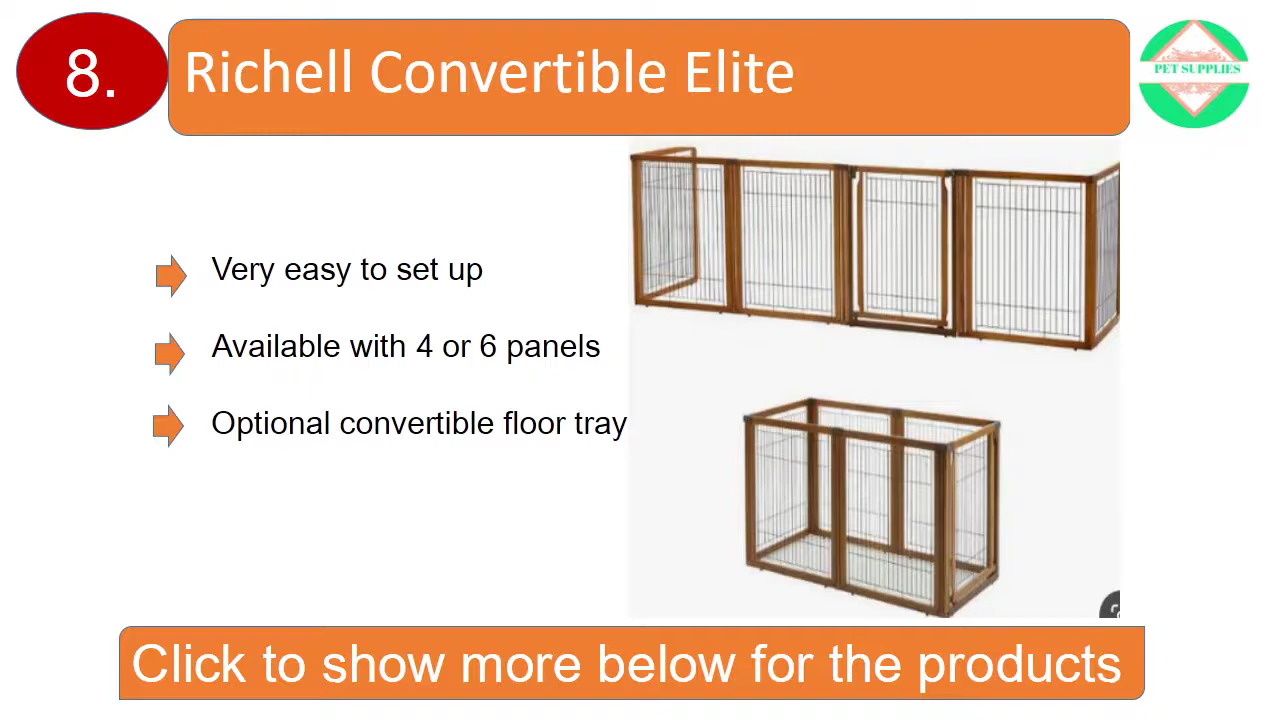 8.
Richell Convertible Elite
PET SUPPLIES
Very easy to set up
Available with 4 or 6 panels
Optional convertible floor tray
Click to show more below for the products